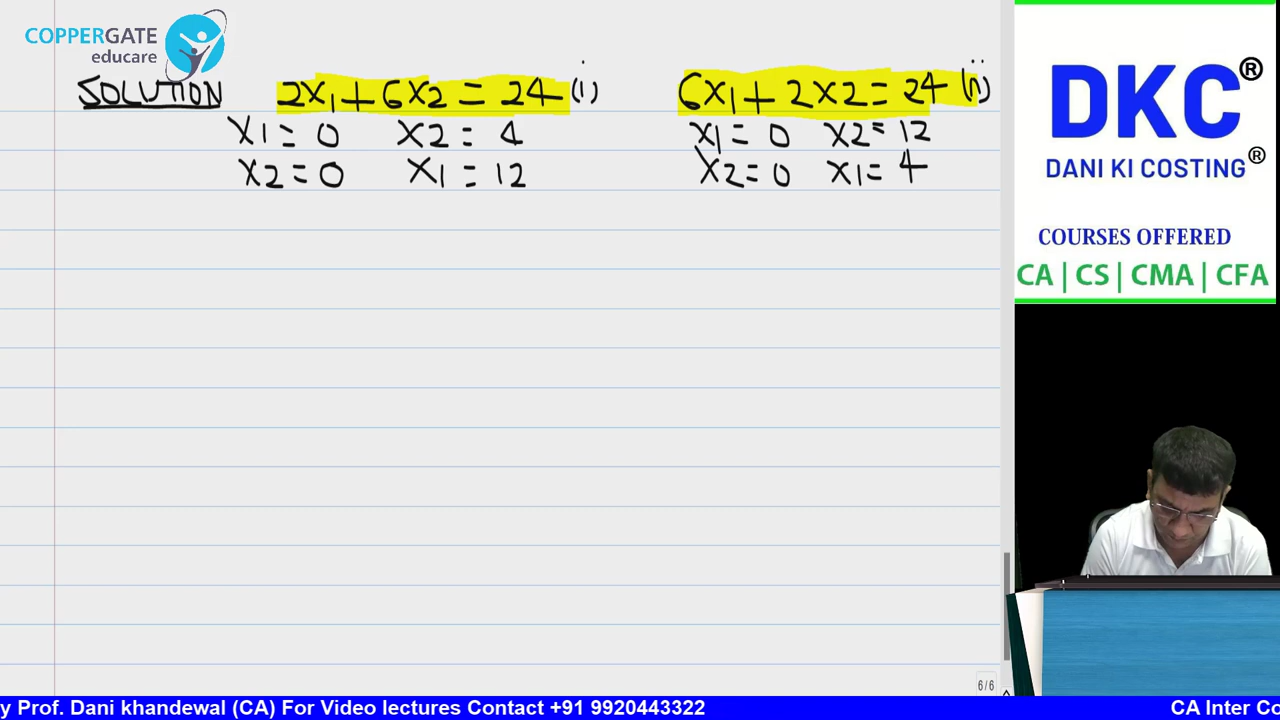 COPPERGATE
educare
SOLUTION 2x1 + 6x2 = 24 (i) 6x1 + 2x2 = 24 (ii)
x1 = 0 x2 = 4 x1 = 0 x2 = 12
x2 = 0 x1 = 12 x2 = 0 x1 = 4
DKC®
DANI KI COSTING®
COURSES OFFERED
CA | CS | CMA | CFA
6/6
y Prof. Dani khandewal (CA) For Video lectures Contact +91 9920443322 CA Inter Co